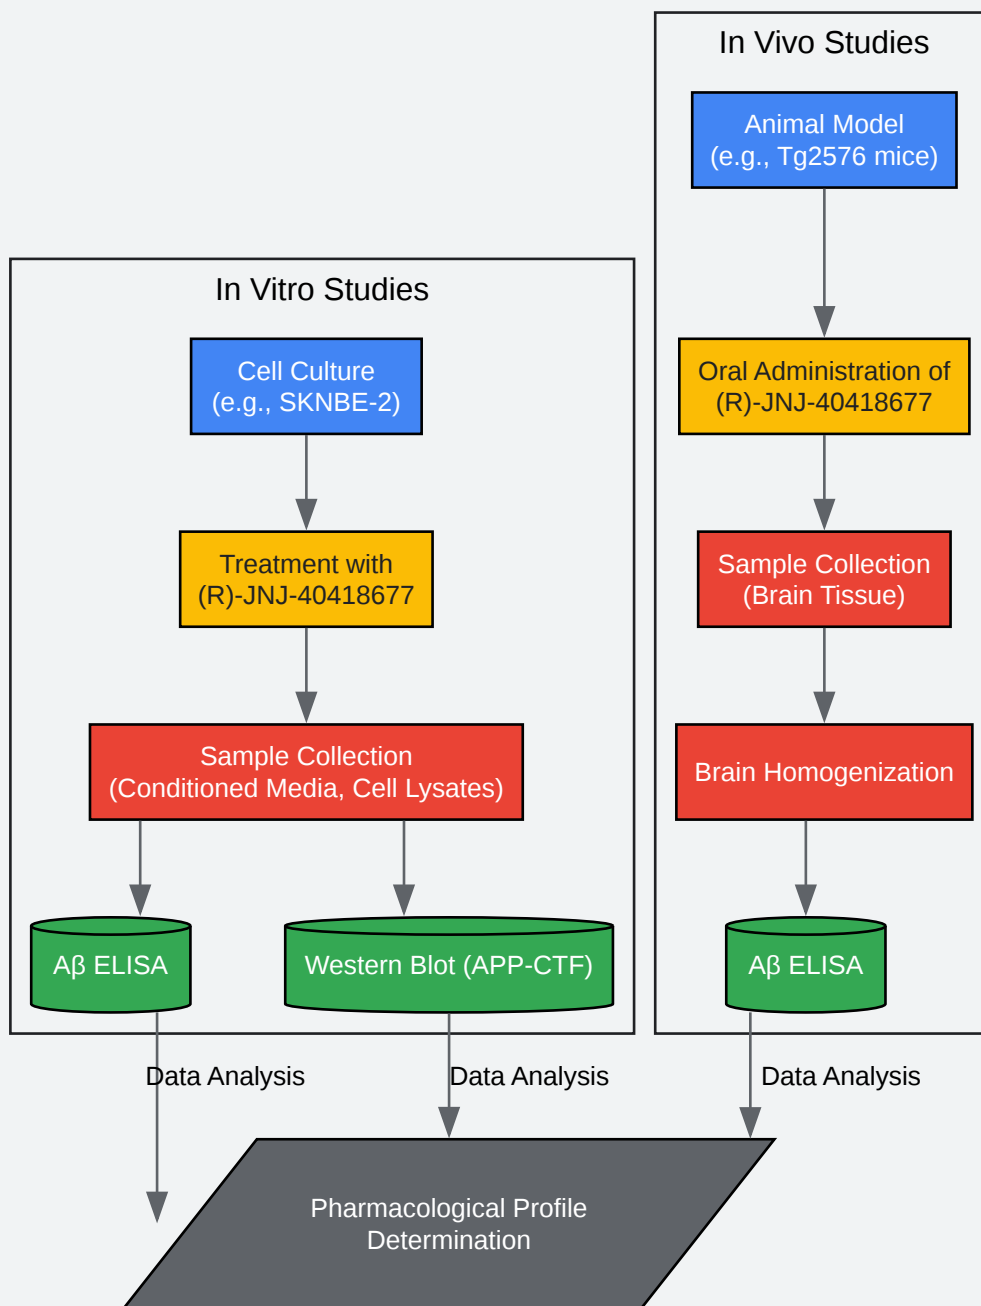 In Vivo Studies
Animal Model
(e.g., Tg2576 mice)
Oral Administration of
(R)-JNJ-40418677
Sample Collection
(Brain Tissue)
Brain Homogenization
Aβ ELISA
Data Analysis
In Vitro Studies
Cell Culture
(e.g., SKNBE-2)
Treatment with
(R)-JNJ-40418677
Sample Collection
(Conditioned Media, Cell Lysates)
Aβ ELISA
Western Blot (APP-CTF)
Data Analysis
Data Analysis
Pharmacological Profile
Determination